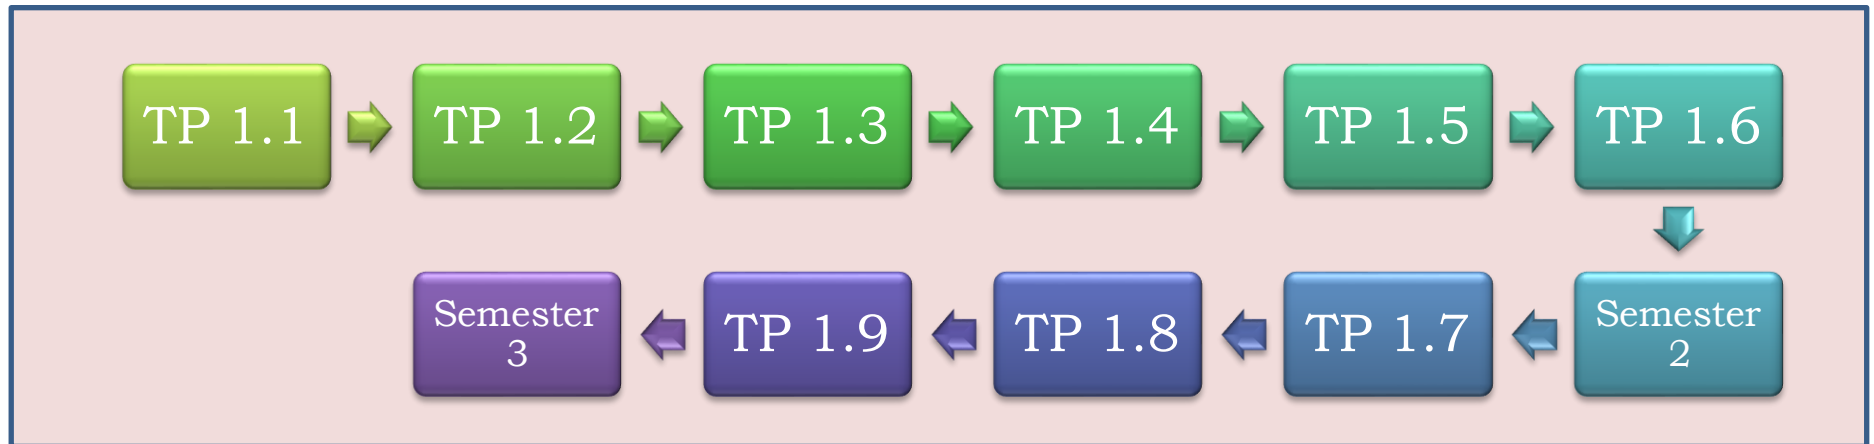 TP 1.1
TP 1.2
TP 1.3
TP 1.4
TP 1.5
TP 1.6
Semester
2
TP 1.7
TP 1.8
TP 1.9
Semester
3